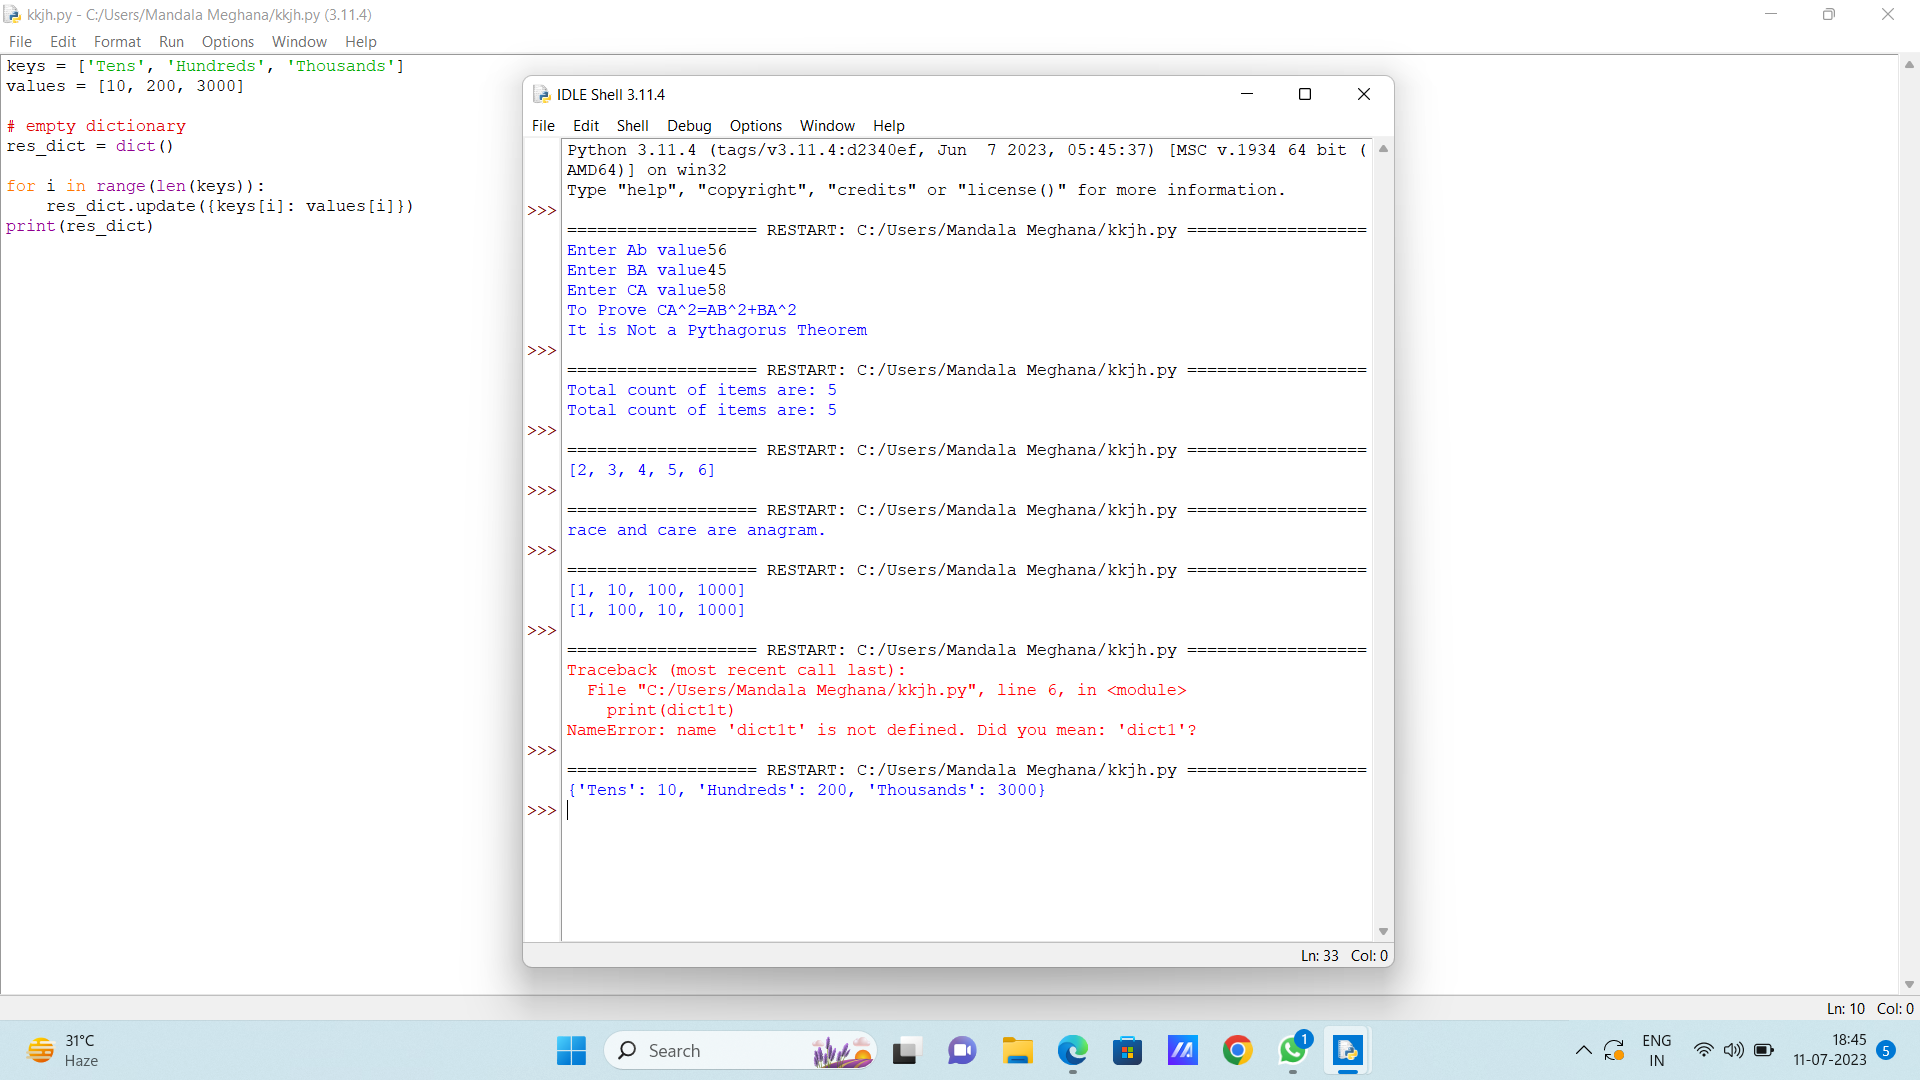 kkjh.py - C:/Users/Mandala Meghana/kkjh.py (3.11.4)
File Edit Format Run Options Window Help
keys = ['Tens', 'Hundreds', 'Thousands']
values = [10, 200, 3000]
# empty dictionary
res_dict = dict()
for i in range(len(keys)):
    res_dict.update({keys[i]: values[i]})
print(res_dict)
IDLE Shell 3.11.4
File Edit Shell Debug Options Window Help
Python 3.11.4 (tags/v3.11.4:d2340ef, Jun  7 2023, 05:45:37) [MSC v.1934 64 bit (
AMD64)] on win32
Type "help", "copyright", "credits" or "license()" for more information.
>>>
=================== RESTART: C:/Users/Mandala Meghana/kkjh.py ==================
Enter Ab value56
Enter BA value45
Enter CA value58
To Prove CA^2=AB^2+BA^2
It is Not a Pythagorus Theorem
>>>
=================== RESTART: C:/Users/Mandala Meghana/kkjh.py ==================
Total count of items are: 5
Total count of items are: 5
>>>
=================== RESTART: C:/Users/Mandala Meghana/kkjh.py ==================
[2, 3, 4, 5, 6]
>>>
=================== RESTART: C:/Users/Mandala Meghana/kkjh.py ==================
race and care are anagram.
>>>
=================== RESTART: C:/Users/Mandala Meghana/kkjh.py ==================
[1, 10, 100, 1000]
[1, 100, 10, 1000]
>>>
=================== RESTART: C:/Users/Mandala Meghana/kkjh.py ==================
Traceback (most recent call last):
  File "C:/Users/Mandala Meghana/kkjh.py", line 6, in <module>
    print(dict1t)
NameError: name 'dict1t' is not defined. Did you mean: 'dict1'?
>>>
=================== RESTART: C:/Users/Mandala Meghana/kkjh.py ==================
{'Tens': 10, 'Hundreds': 200, 'Thousands': 3000}
>>>
Ln: 33 Col: 0
Ln: 10 Col: 0
31°C
Haze
Search
1
ENG
IN
18:45
11-07-2023
5